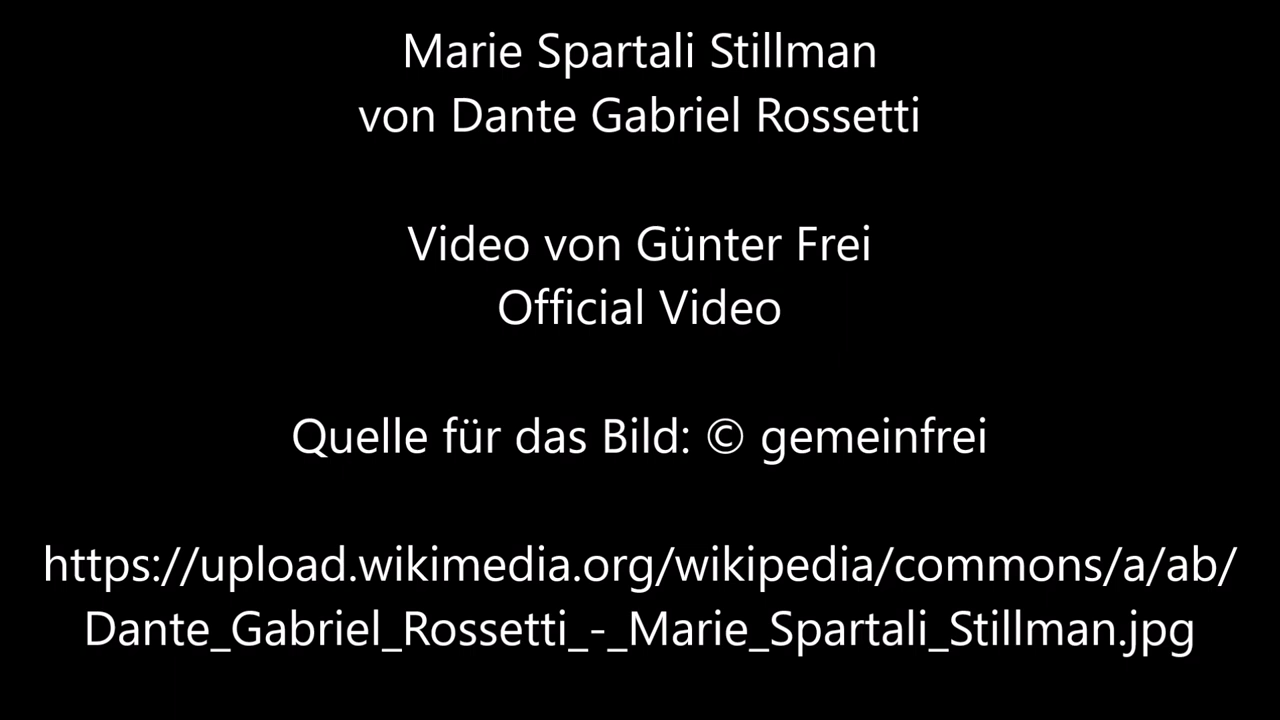 Marie Spartali Stillman
von Dante Gabriel Rossetti
Video von Günter Frei
Official Video
Quelle für das Bild: © gemeinfrei
https://upload.wikimedia.org/wikipedia/commons/a/ab/
Dante_Gabriel_Rossetti_-_Marie_Spartali_Stillman.jpg